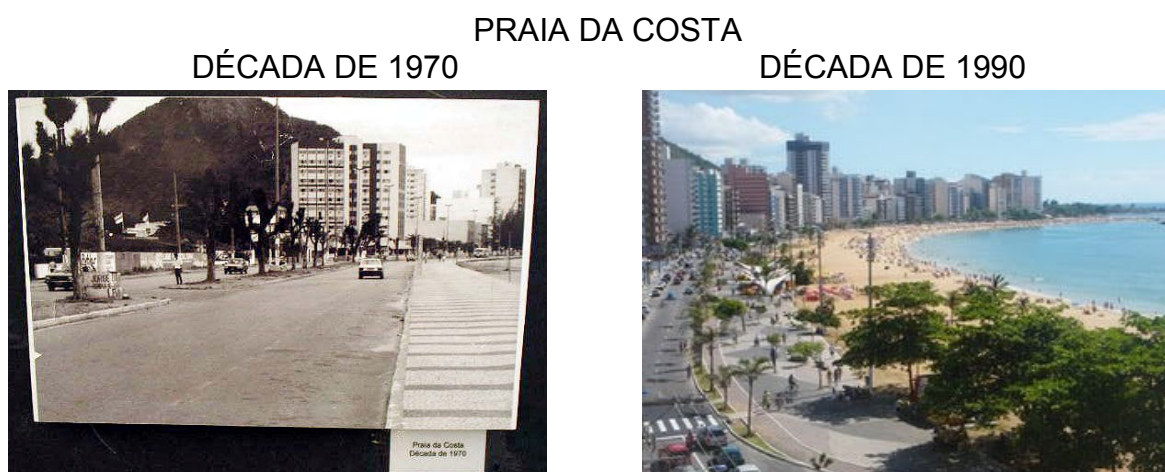 PRAIA DA COSTA
DÉCADA DE 1970
DÉCADA DE 1990
Praia da Costa
Década de 1970